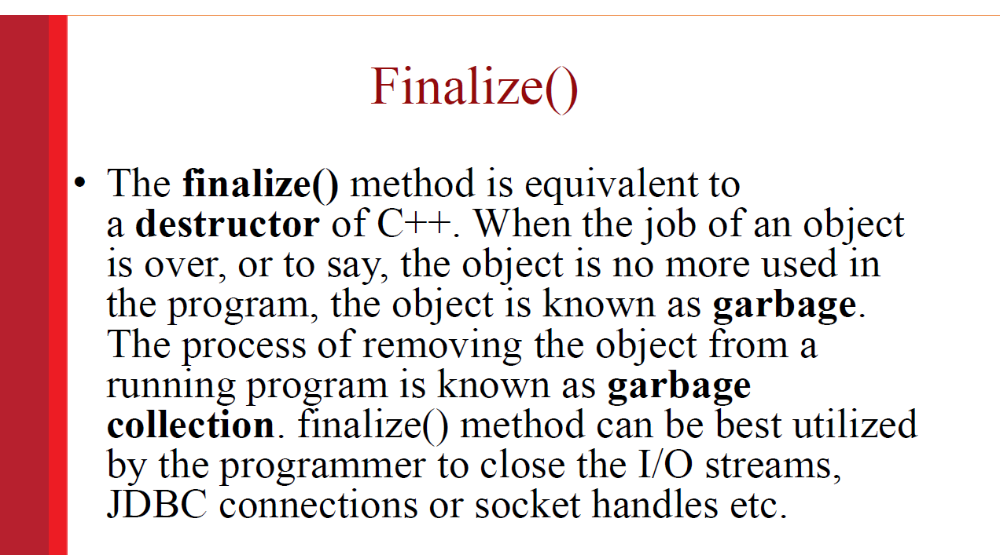 Finalize()
• The finalize() method is equivalent to
a destructor of C++. When the job of an object
is over, or to say, the object is no more used in
the program, the object is known as garbage.
The process of removing the object from a
running program is known as garbage
collection. finalize() method can be best utilized
by the programmer to close the I/O streams,
JDBC connections or socket handles etc.